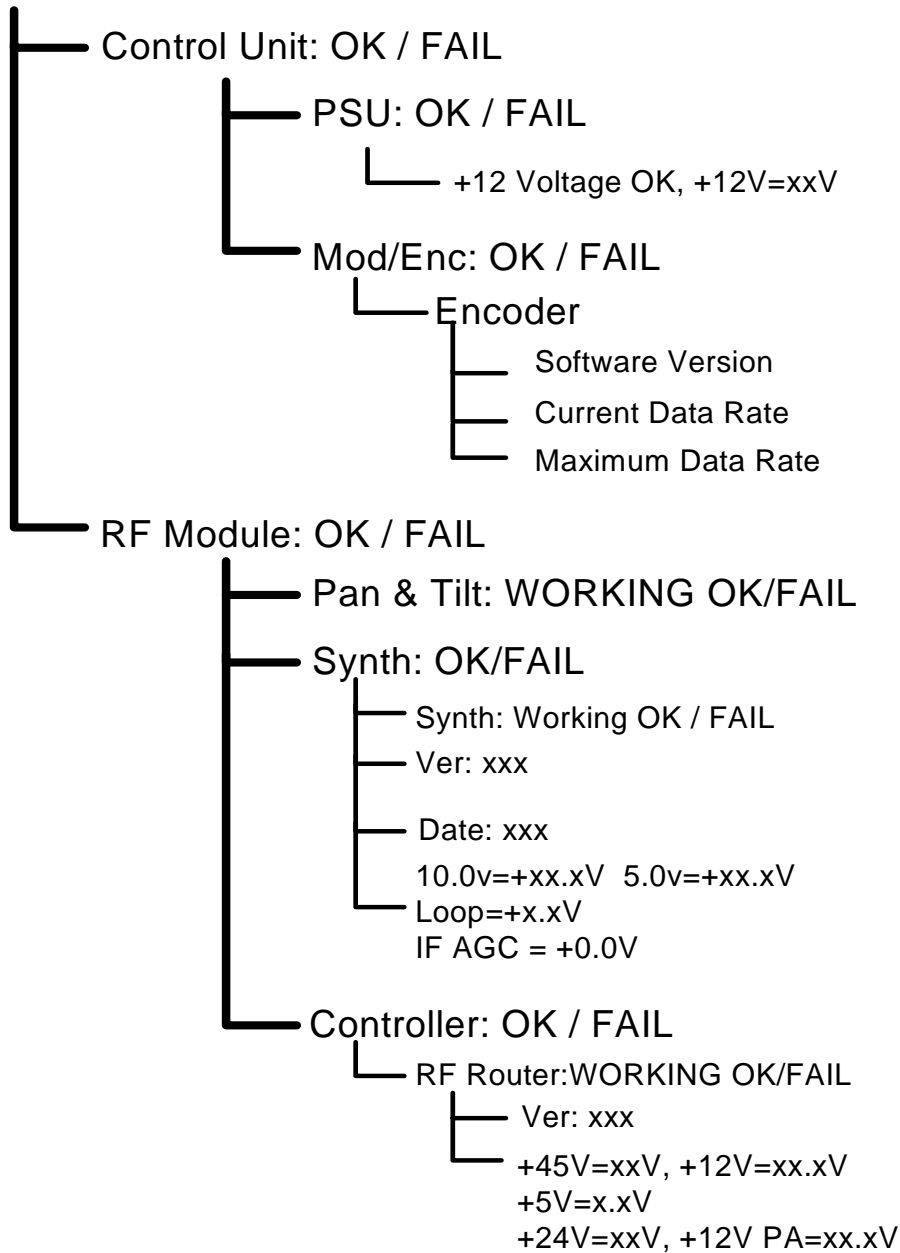 Control Unit: OK / FAIL
PSU: OK / FAIL
+12 Voltage OK, +12V=xxV
Mod/Enc: OK / FAIL
Encoder
Software Version
Current Data Rate
Maximum Data Rate
RF Module: OK / FAIL
Pan & Tilt: WORKING OK/FAIL
Synth: OK/FAIL
Synth: Working OK / FAIL
Ver: xxx
Date: xxx
10.0v=+xx.xV 5.0v=+xx.xV
Loop=+x.xV
IF AGC = +0.0V
Controller: OK / FAIL
RF Router:WORKING OK/FAIL
Ver: xxx
+45V=xxV, +12V=xx.xV
+5V=x.xV
+24V=xxV, +12V PA=xx.xV